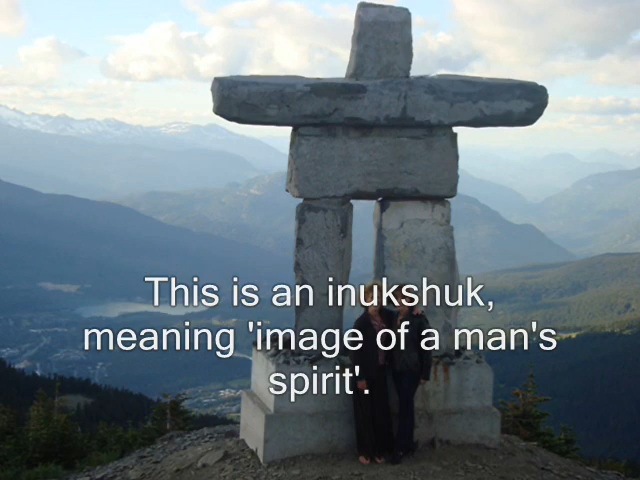 This is an inukshuk,
meaning 'image of a man's
spirit'.